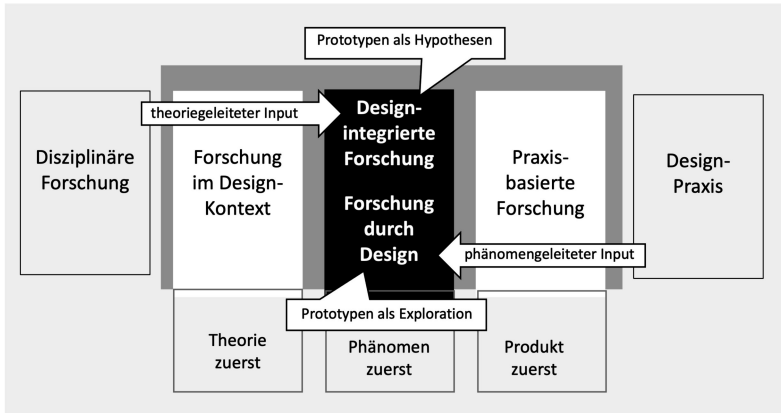 Prototypen als Hypothesen
theoriegeleiteter Input
Disziplinäre
Forschung
Forschung
im Design-
Kontext
Design-
integrierte
Forschung
Forschung
durch
Design
Praxis-
basierte
Forschung
Design-
Praxis
phänomengeleiteter Input
Prototypen als Exploration
Theorie
zuerst
Phänomen
zuerst
Produkt
zuerst